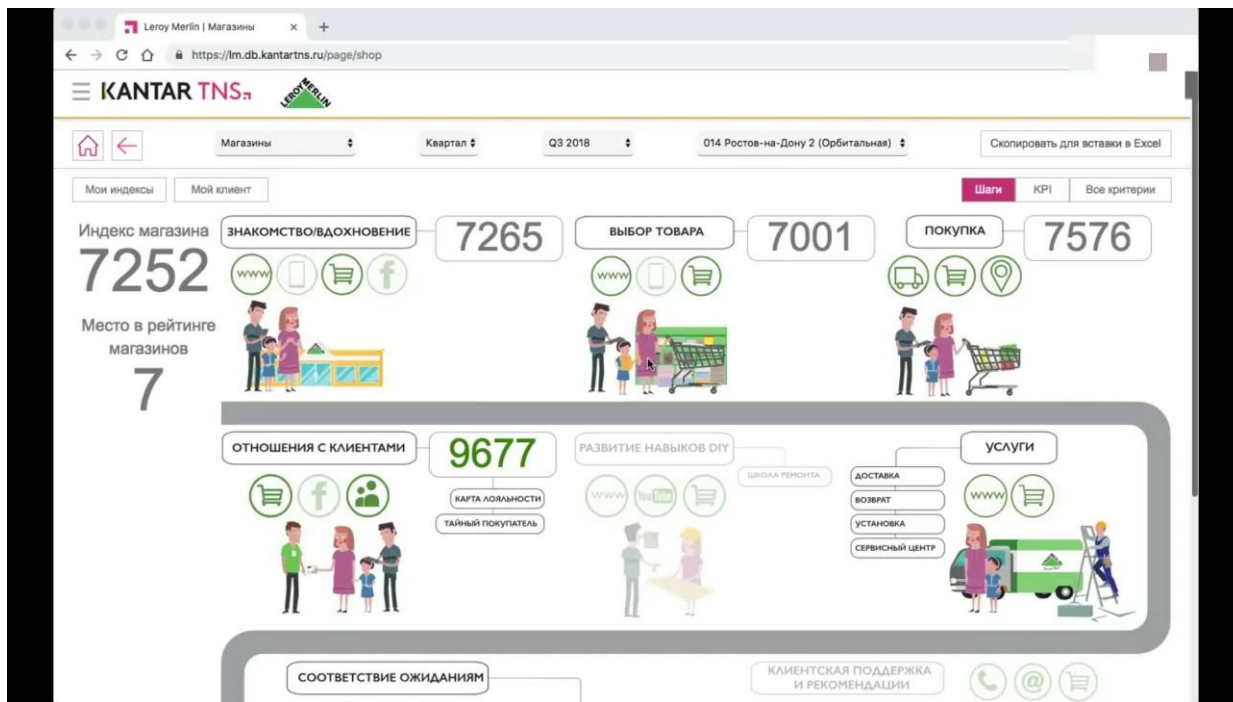 Leroy Merlin | Магазины
https://lm.db.kantartns.ru/page/shop
KANTAR TNS
LEROY MERLIN
Магазины
Квартал
Q3 2018
014 Ростов-на-Дону 2 (Орбитальная)
Скопировать для вставки в Excel
Мои индексы
Мой клиент
Шаги
KPI
Все критерии
Индекс магазина
7252
Место в рейтинге
магазинов
7
ЗНАКОМСТВО/ВДОХНОВЕНИЕ
7265
www
f
ВЫБОР ТОВАРА
7001
www
ПОКУПКА
7576
ОТНОШЕНИЯ С КЛИЕНТАМИ
9677
f
КАРТА ЛОЯЛЬНОСТИ
ТАЙНЫЙ ПОКУПАТЕЛЬ
РАЗВИТИЕ НАВЫКОВ DIY
ШКОЛА РЕМОНТА
www
YouTube
УСЛУГИ
ДОСТАВКА
ВОЗВРАТ
УСТАНОВКА
СЕРВИСНЫЙ ЦЕНТР
www
СООТВЕТСТВИЕ ОЖИДАНИЯМ
КЛИЕНТСКАЯ ПОДДЕРЖКА
И РЕКОМЕНДАЦИИ
@